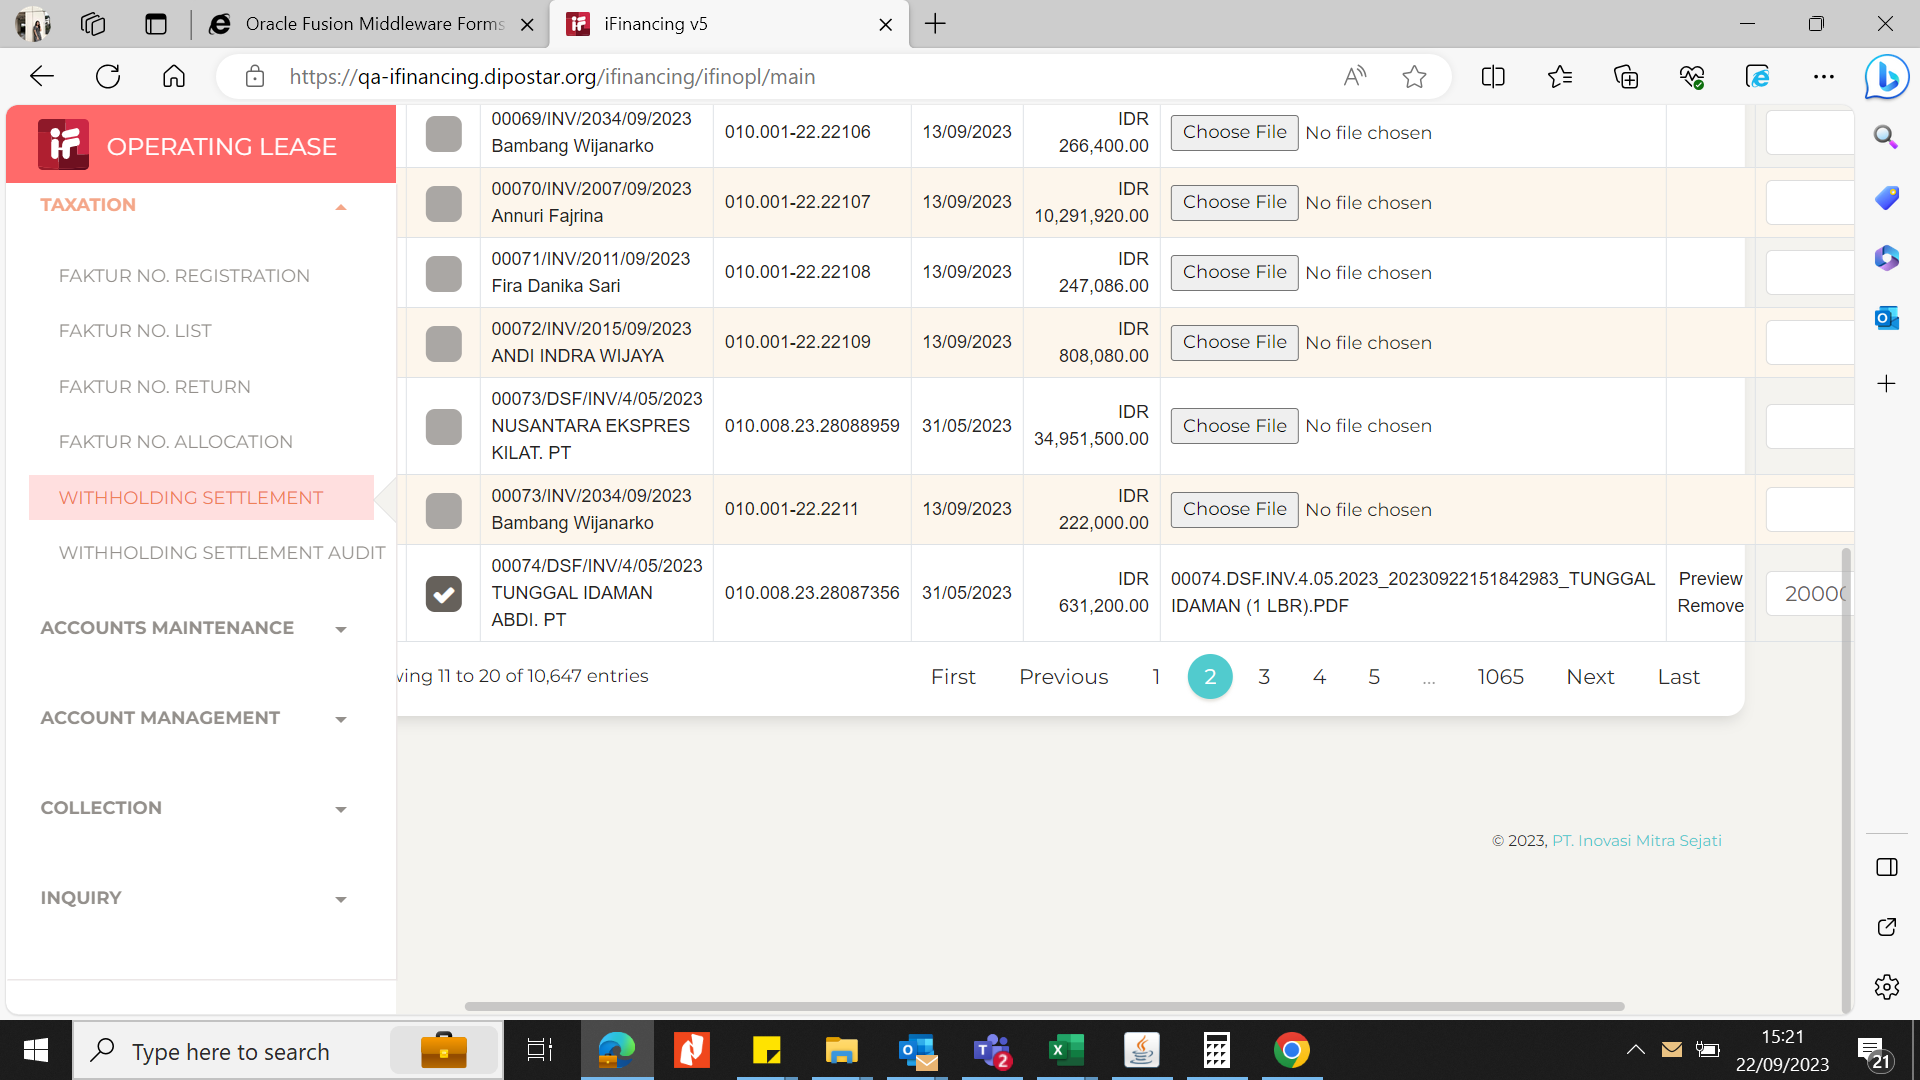 Oracle Fusion Middleware Forms
iFinancing v5
https://qa-ifinancing.dipostar.org/ifinancing/ifinopl/main
OPERATING LEASE
TAXATION
FAKTUR NO. REGISTRATION
FAKTUR NO. LIST
FAKTUR NO. RETURN
FAKTUR NO. ALLOCATION
WITHHOLDING SETTLEMENT
WITHHOLDING SETTLEMENT AUDIT
ACCOUNTS MAINTENANCE
ACCOUNT MANAGEMENT
COLLECTION
INQUIRY
00069/INV/2034/09/2023
Bambang Wijanarko
010.001-22.22106
13/09/2023
IDR
266,400.00
Choose File No file chosen
00070/INV/2007/09/2023
Annuri Fajrina
010.001-22.22107
13/09/2023
IDR
10,291,920.00
Choose File No file chosen
00071/INV/2011/09/2023
Fira Danika Sari
010.001-22.22108
13/09/2023
IDR
247,086.00
Choose File No file chosen
00072/INV/2015/09/2023
ANDI INDRA WIJAYA
010.001-22.22109
13/09/2023
IDR
808,080.00
Choose File No file chosen
00073/DSF/INV/4/05/2023
NUSANTARA EKSPRES
KILAT. PT
010.008.23.28088959
31/05/2023
IDR
34,951,500.00
Choose File No file chosen
00073/INV/2034/09/2023
Bambang Wijanarko
010.001-22.2211
13/09/2023
IDR
222,000.00
Choose File No file chosen
00074/DSF/INV/4/05/2023
TUNGGAL IDAMAN
ABDI. PT
010.008.23.28087356
31/05/2023
IDR
631,200.00
00074.DSF.INV.4.05.2023_20230922151842983_TUNGGAL
IDAMAN (1 LBR).PDF
Preview
Remove
20000
wing 11 to 20 of 10,647 entries
First Previous 1 2 3 4 5 ... 1065 Next Last
© 2023, PT. Inovasi Mitra Sejati
Type here to search
2
15:21
22/09/2023
21